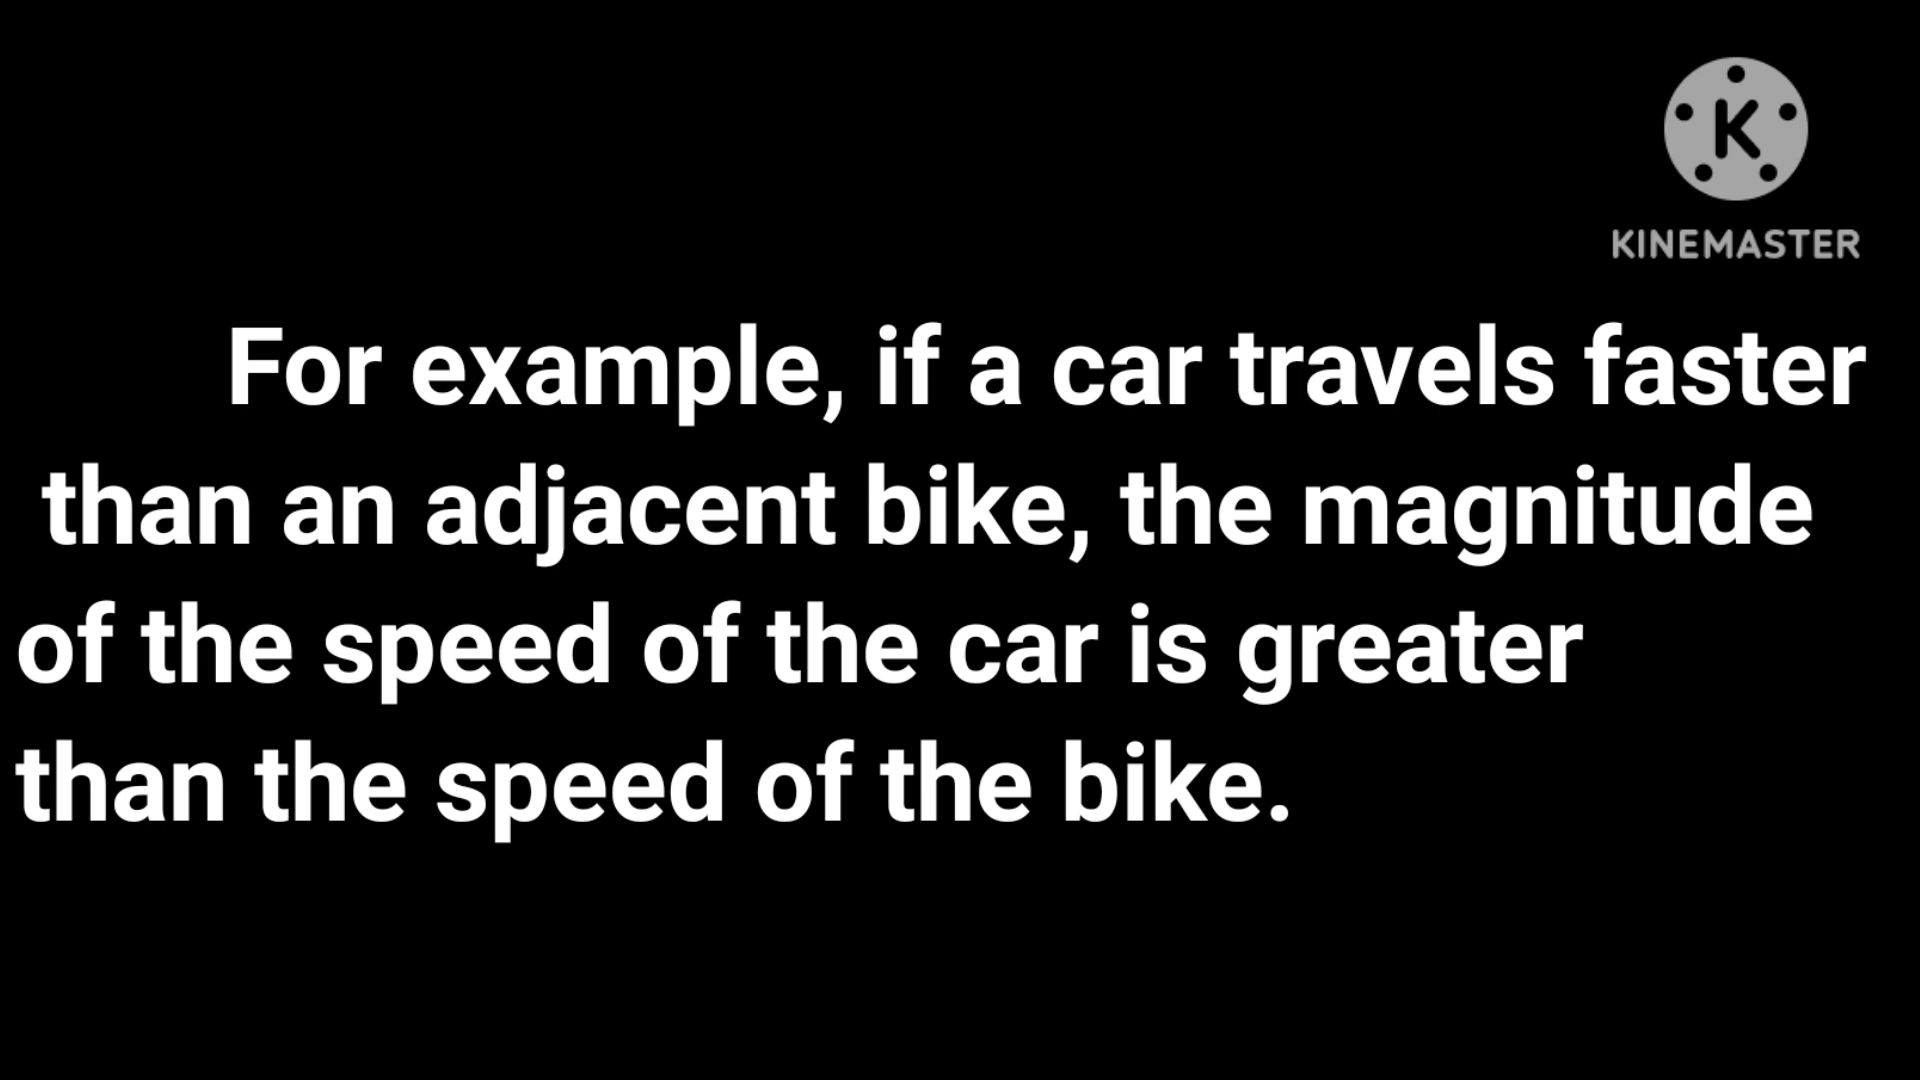 K
KINEMASTER
For example, if a car travels faster
than an adjacent bike, the magnitude
of the speed of the car is greater
than the speed of the bike.